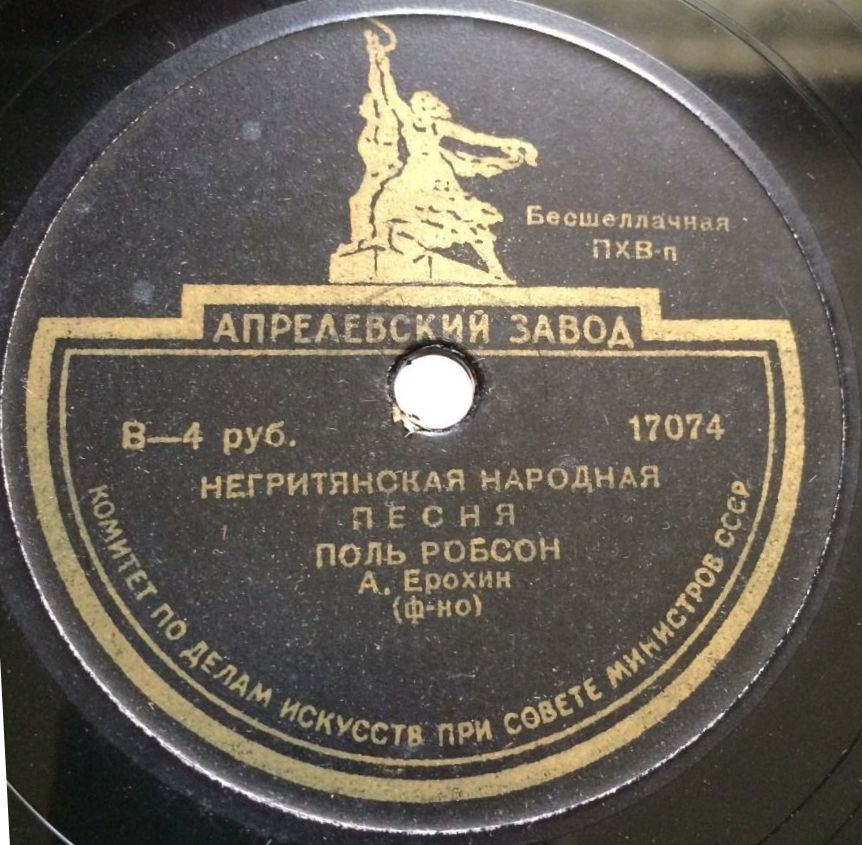 Бесшеллачная
ПХВ-п
АПРЕЛЕВСКИЙ ЗАВОД
В—4 руб.
17074
НЕГРИТЯНСКАЯ НАРОДНАЯ
ПЕСНЯ
ПОЛЬ РОБСОН
А. Ерохин
(ф-но)
КОМИТЕТ ПО ДЕЛАМ ИСКУССТВ ПРИ СОВЕТЕ МИНИСТРОВ СССР